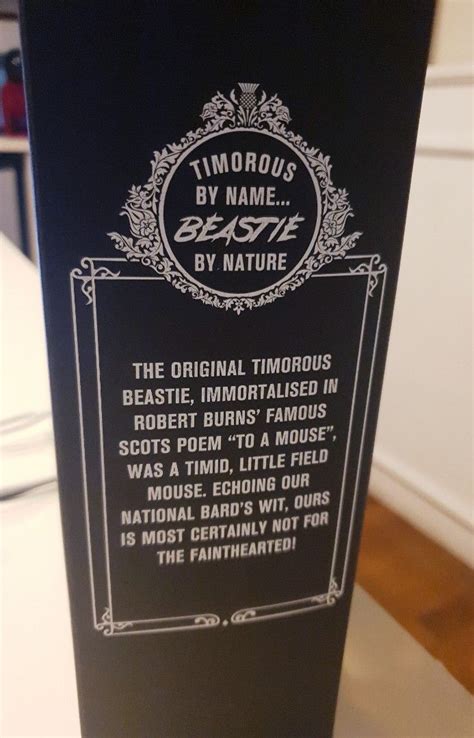 TIMOROUS
BY NAME...
BEASTIE
BY NATURE
THE ORIGINAL TIMOROUS
BEASTIE, IMMORTALISED IN
ROBERT BURNS' FAMOUS
SCOTS POEM "TO A MOUSE",
WAS A TIMID, LITTLE FIELD
MOUSE. ECHOING OUR
NATIONAL BARD'S WIT, OURS
IS MOST CERTAINLY NOT FOR
THE FAINTHEARTED!